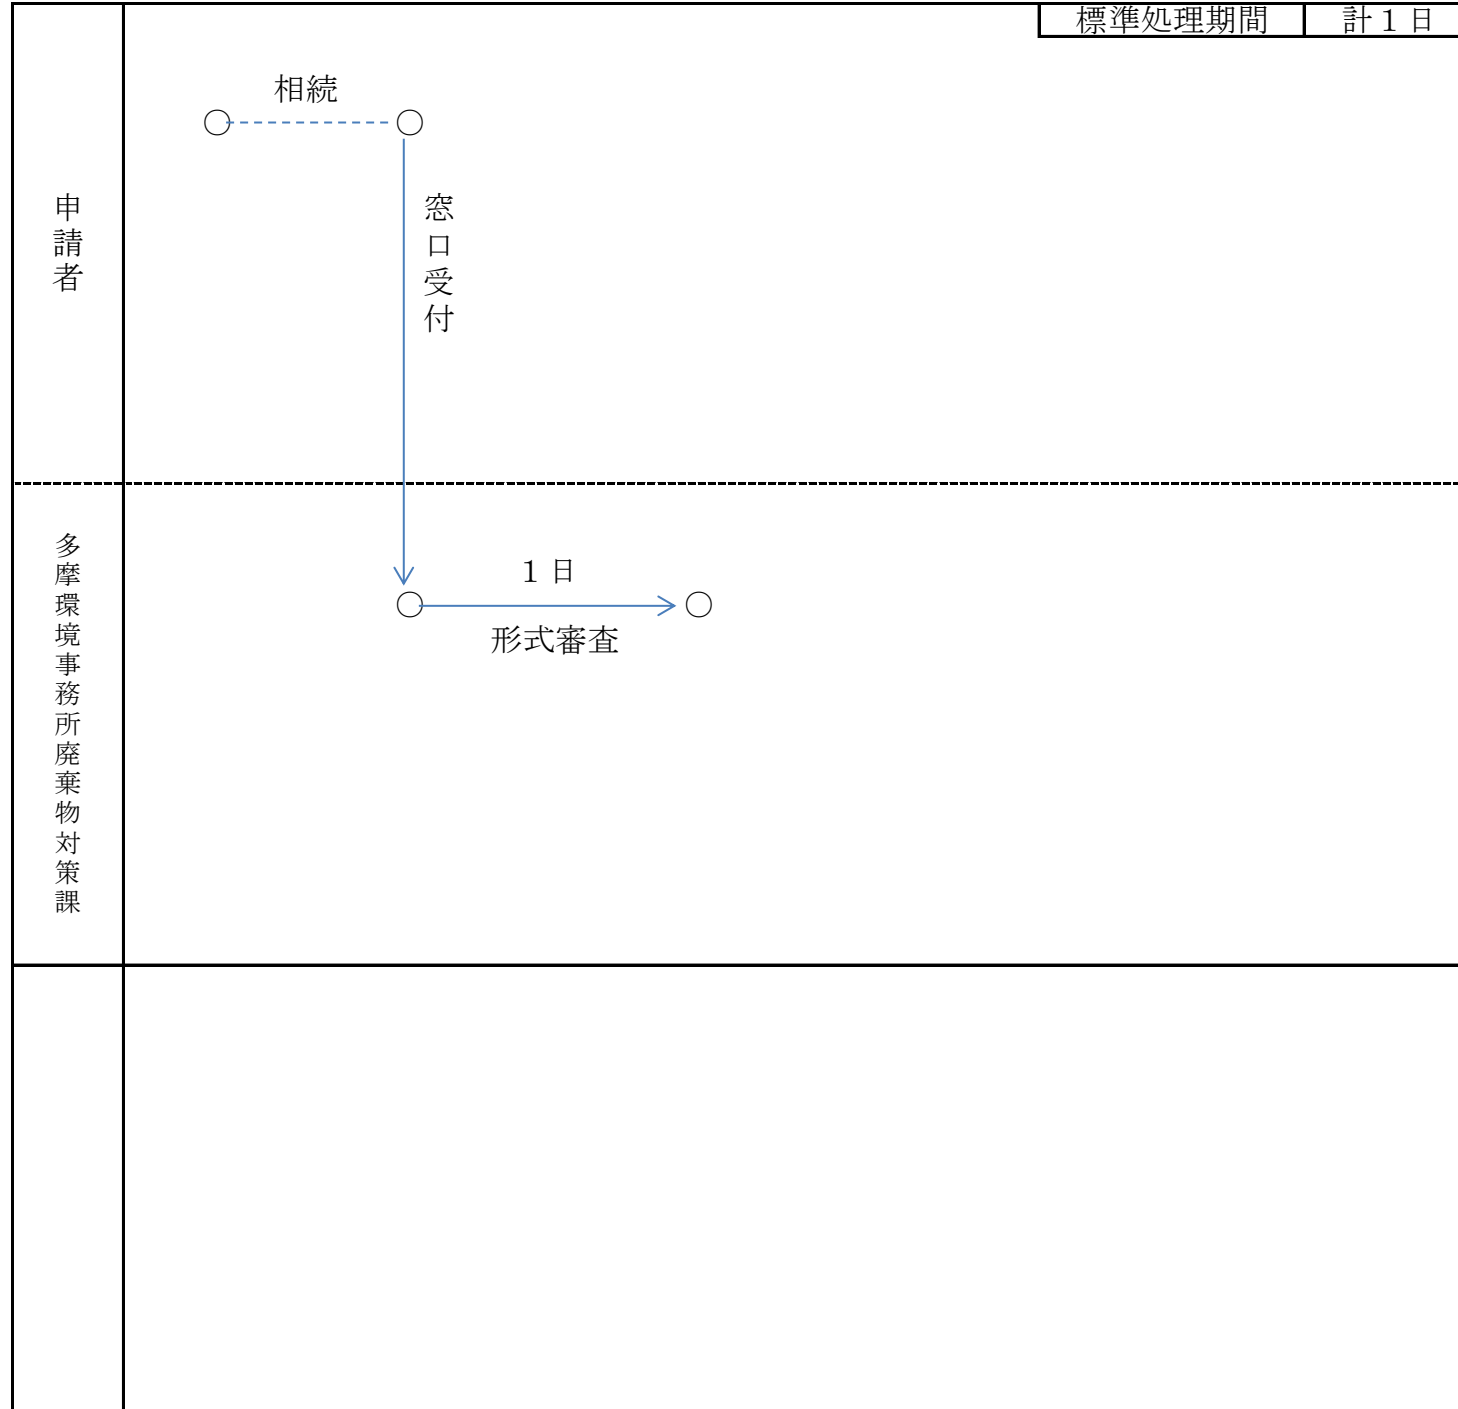 標準処理期間
計１日
相続
申請者
窓口受付
多摩環境事務所廃棄物対策課
１日
形式審査